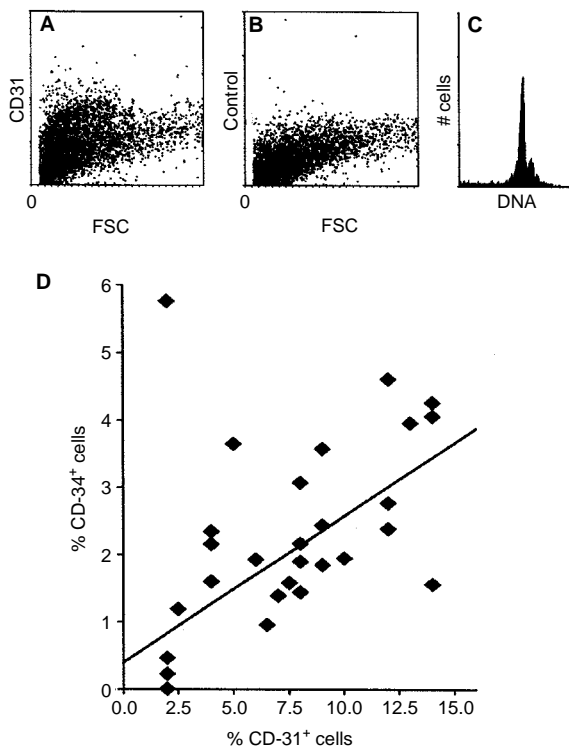 A
CD31
0
FSC
B
Control
0
FSC
C
# cells
DNA
D
6
5
4
3
2
1
0
% CD-34+ cells
0.0 2.5 5.0 7.5 10.0 12.5 15.0
% CD-31+ cells